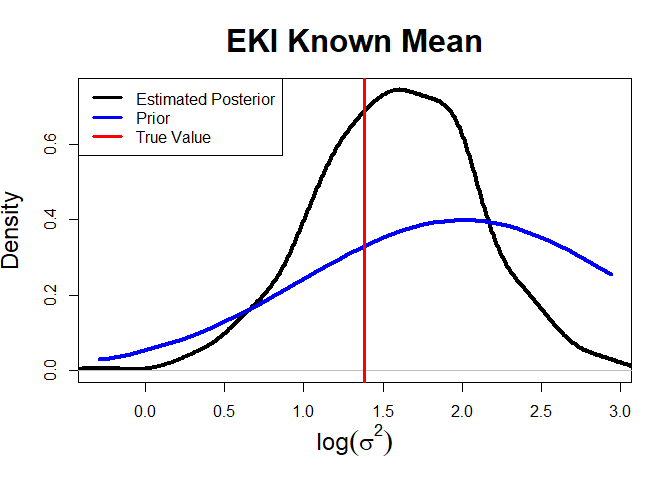 EKI Known Mean
Estimated Posterior
Prior
True Value
Density
0.0
0.2
0.4
0.6
0.0 0.5 1.0 1.5 2.0 2.5 3.0
log(σ²)